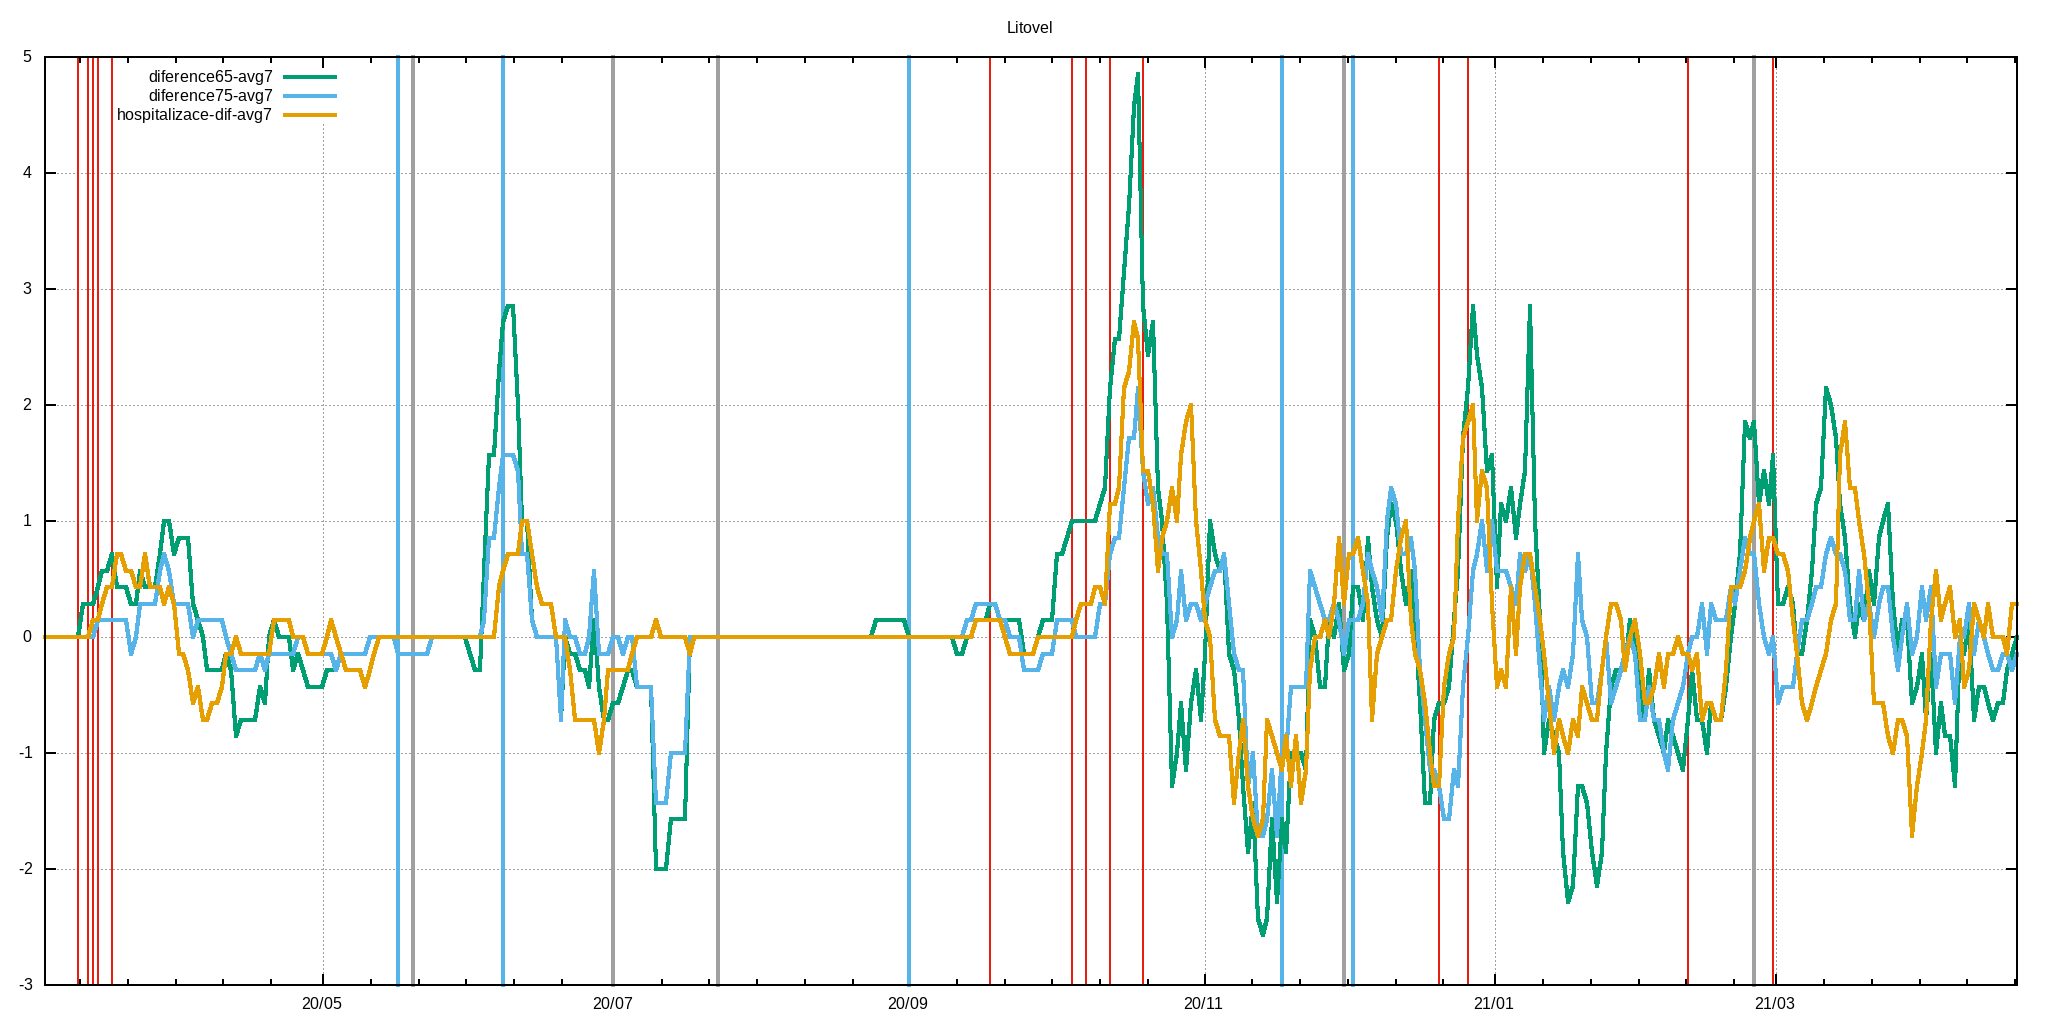 Litovel
5
diference65-avg7
diference75-avg7
hospitalizace-dif-avg7
4
3
2
1
0
-1
-2
-3
20/05 20/07 20/09 20/11 21/01 21/03